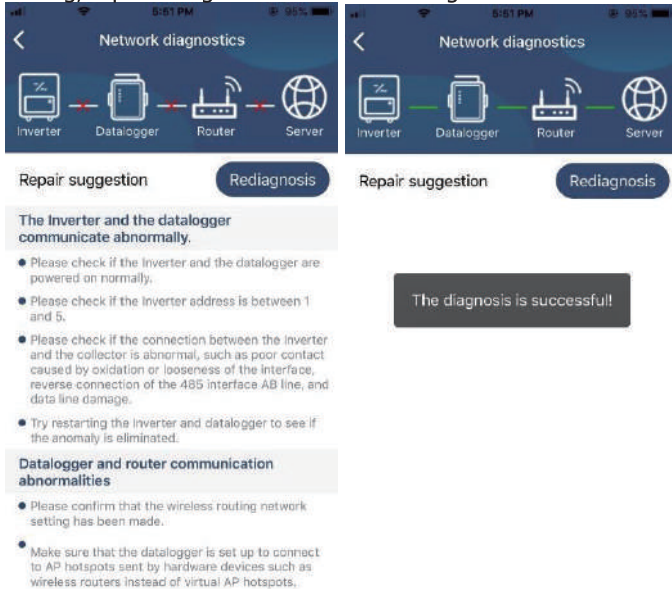 5:51 PM
95%
Network diagnostics
Inverter Datalogger Router Server
Repair suggestion Rediagnosis
The Inverter and the datalogger
communicate abnormally.
Please check if the Inverter and the datalogger are
powered on normally.
Please check if the Inverter address is between 1
and 5.
Please check if the connection between the Inverter
and the collector is abnormal, such as poor contact
caused by oxidation or looseness of the interface,
reverse connection of the 485 interface AB line, and
data line damage.
Try restarting the Inverter and datalogger to see if
the anomaly is eliminated.
Datalogger and router communication
abnormalities
Please confirm that the wireless routing network
setting has been made.
Make sure that the datalogger is set up to connect
to AP hotspots sent by hardware devices such as
wireless routers instead of virtual AP hotspots.
5:51 PM
95%
Network diagnostics
Inverter Datalogger Router Server
Repair suggestion Rediagnosis
The diagnosis is successful!